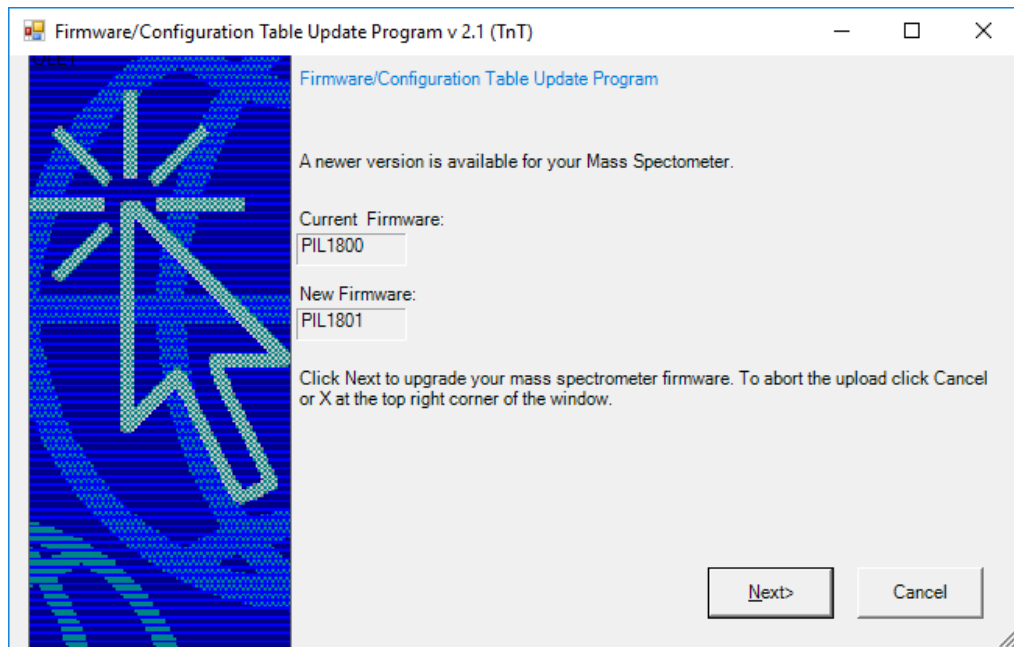 Firmware/Configuration Table Update Program v 2.1 (TnT)
Firmware/Configuration Table Update Program
A newer version is available for your Mass Spectometer.
Current Firmware:
PIL1800
New Firmware:
PIL1801
Click Next to upgrade your mass spectrometer firmware. To abort the upload click Cancel
or X at the top right corner of the window.
Next>
Cancel